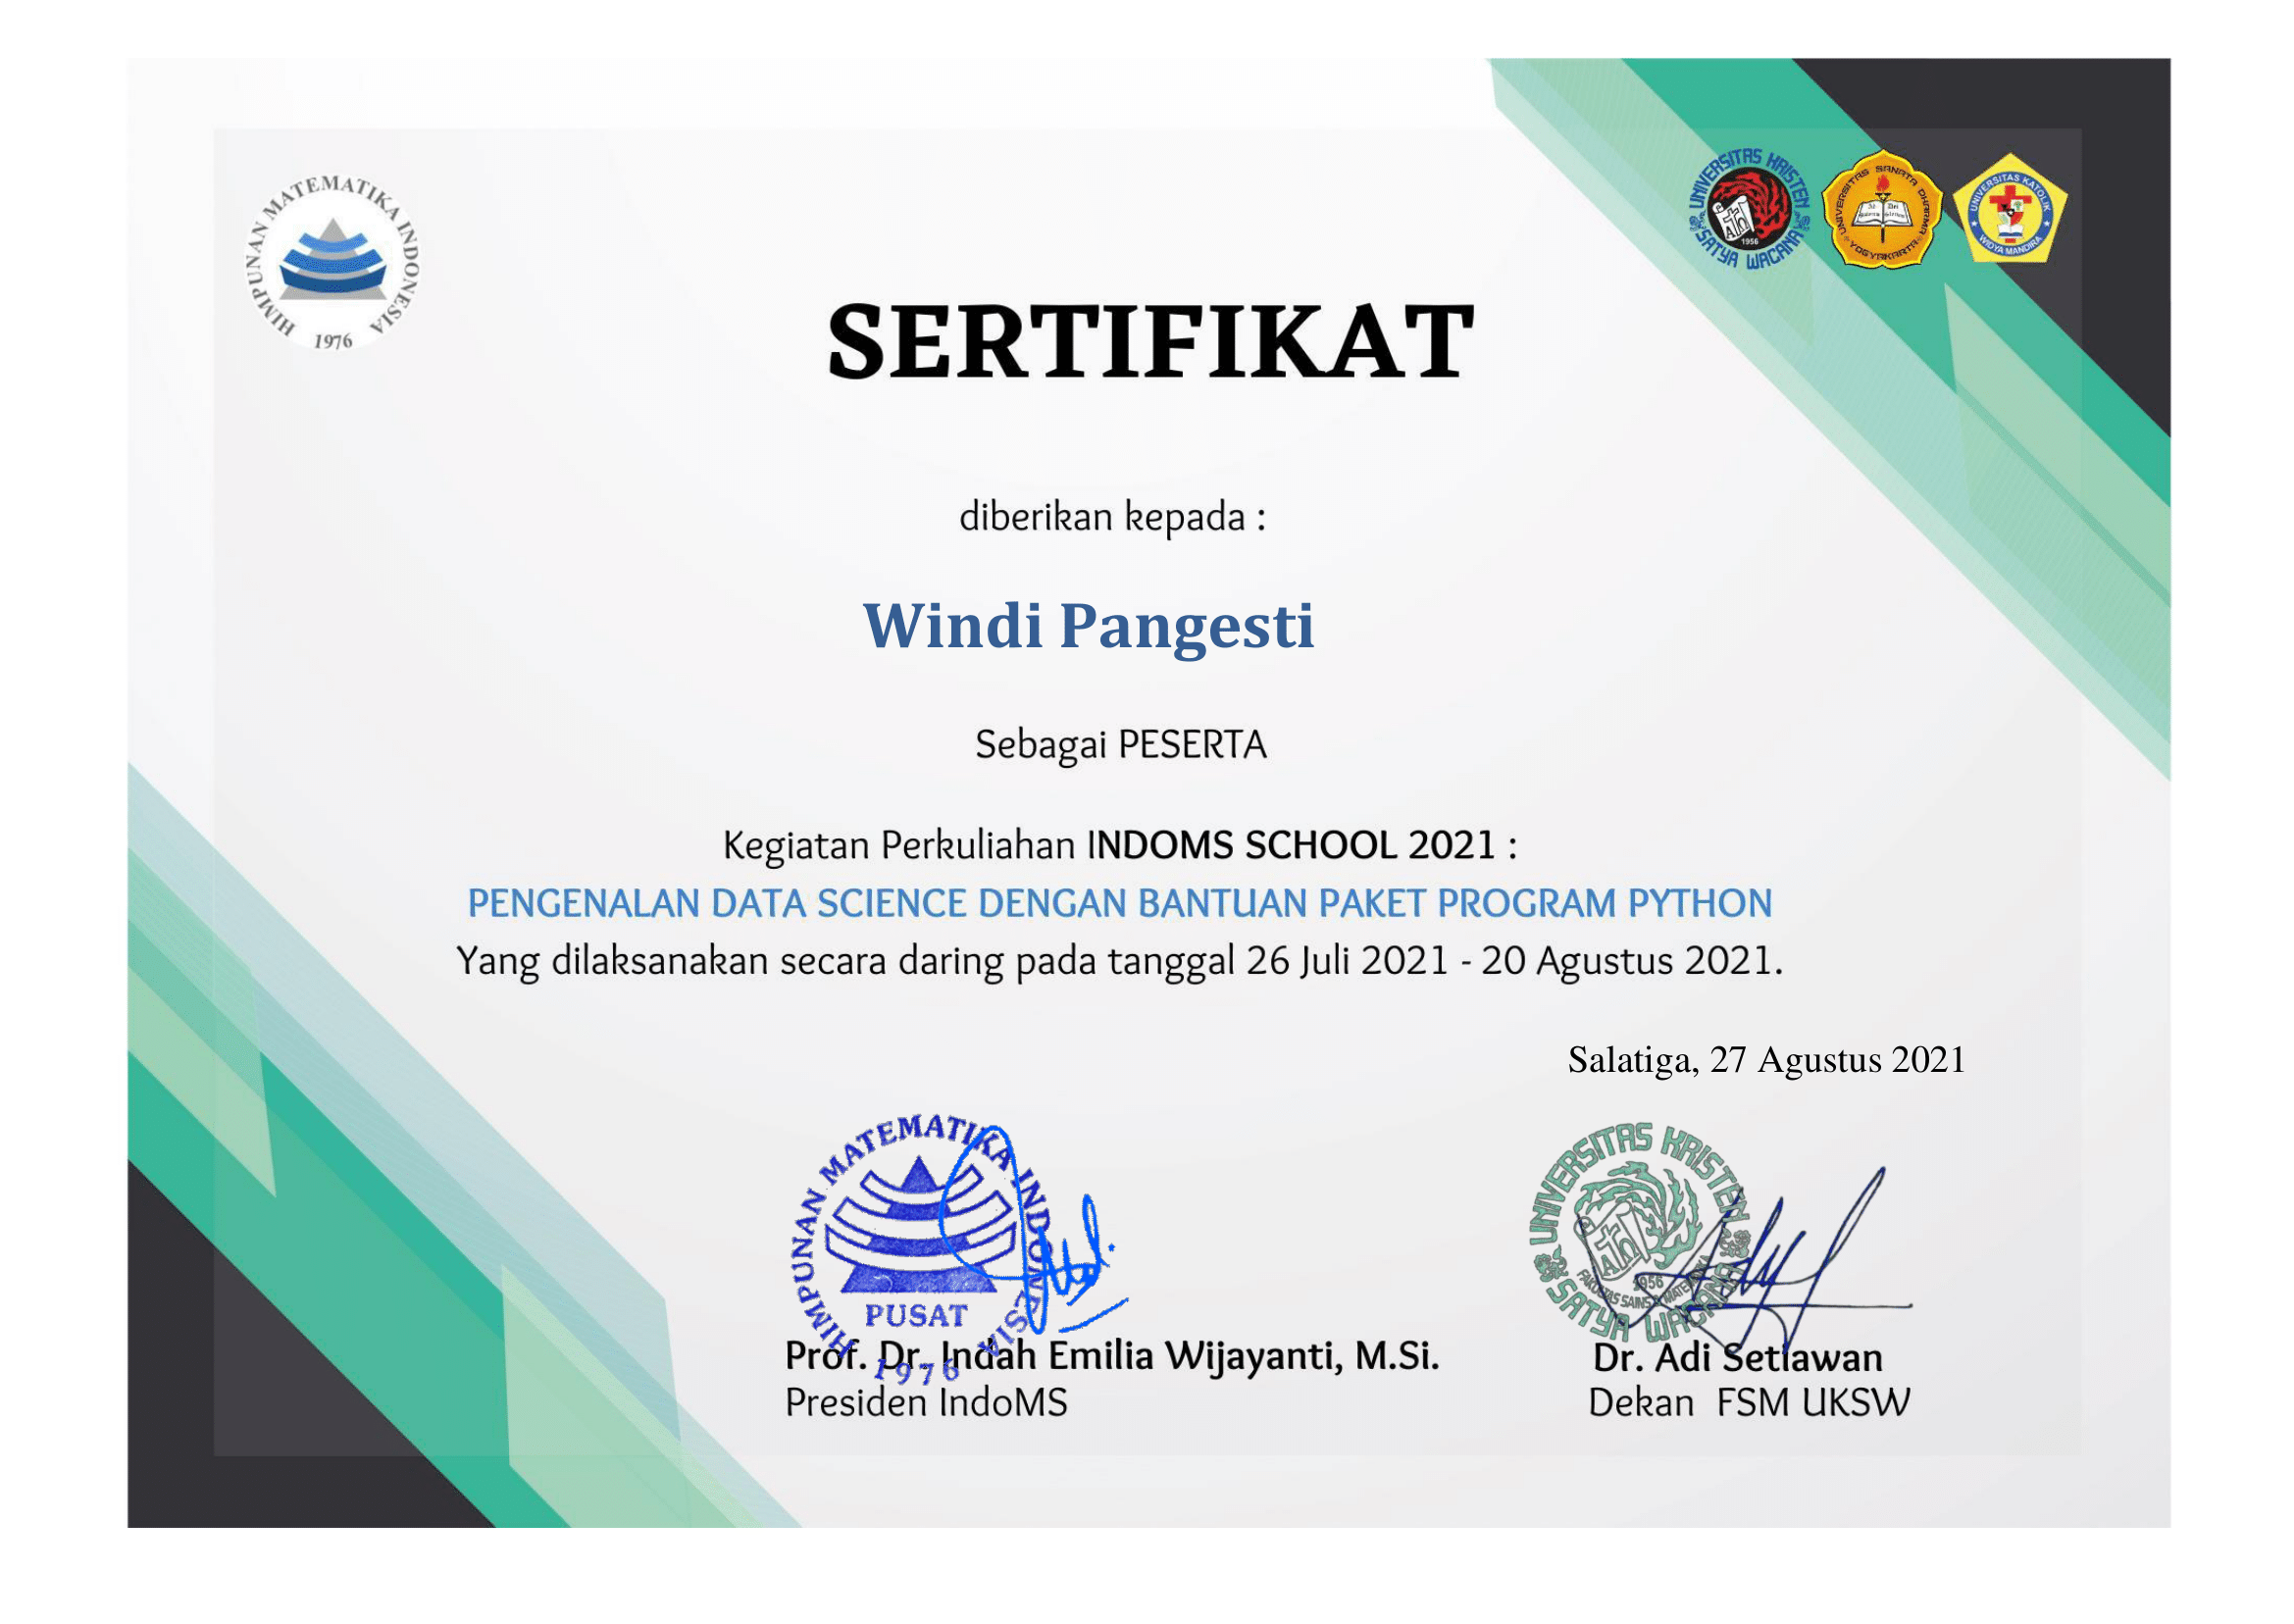 HIMPUNAN MATEMATIKA INDONESIA
1976
UNIVERSITAS KRISTEN
SATYA WACANA
1956
UNIVERSITAS SANATA DHARMA
YOGYAKARTA
UNIVERSITAS KATOLIK
WIDYA MANDIRA
SERTIFIKAT
diberikan kepada :
Windi Pangesti
Sebagai PESERTA
Kegiatan Perkuliahan INDOMS SCHOOL 2021 :
PENGENALAN DATA SCIENCE DENGAN BANTUAN PAKET PROGRAM PYTHON
Yang dilaksanakan secara daring pada tanggal 26 Juli 2021 - 20 Agustus 2021.
Salatiga, 27 Agustus 2021
HIMPUNAN MATEMATIKA INDONESIA
PUSAT
1976
UNIVERSITAS KRISTEN
SATYA WACANA
1956
FAKULTAS SAINS & MATEMATIKA
Prof. Dr. Indah Emilia Wijayanti, M.Si.
Presiden IndoMS
Dr. Adi Setiawan
Dekan FSM UKSW